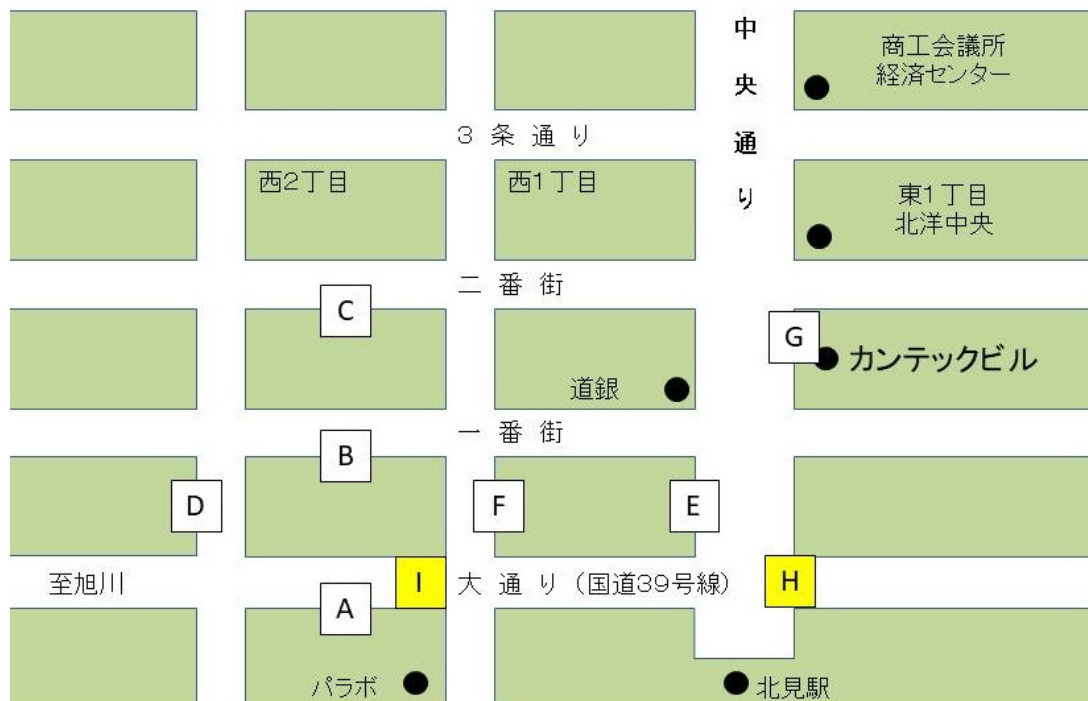 中央通り
商工会議所
経済センター
3条通り
西2丁目
西1丁目
東1丁目
北洋中央
二番街
C
G
カンテックビル
道銀
一番街
B
D
F
E
至旭川
I
大通り(国道39号線)
H
A
パラボ
北見駅